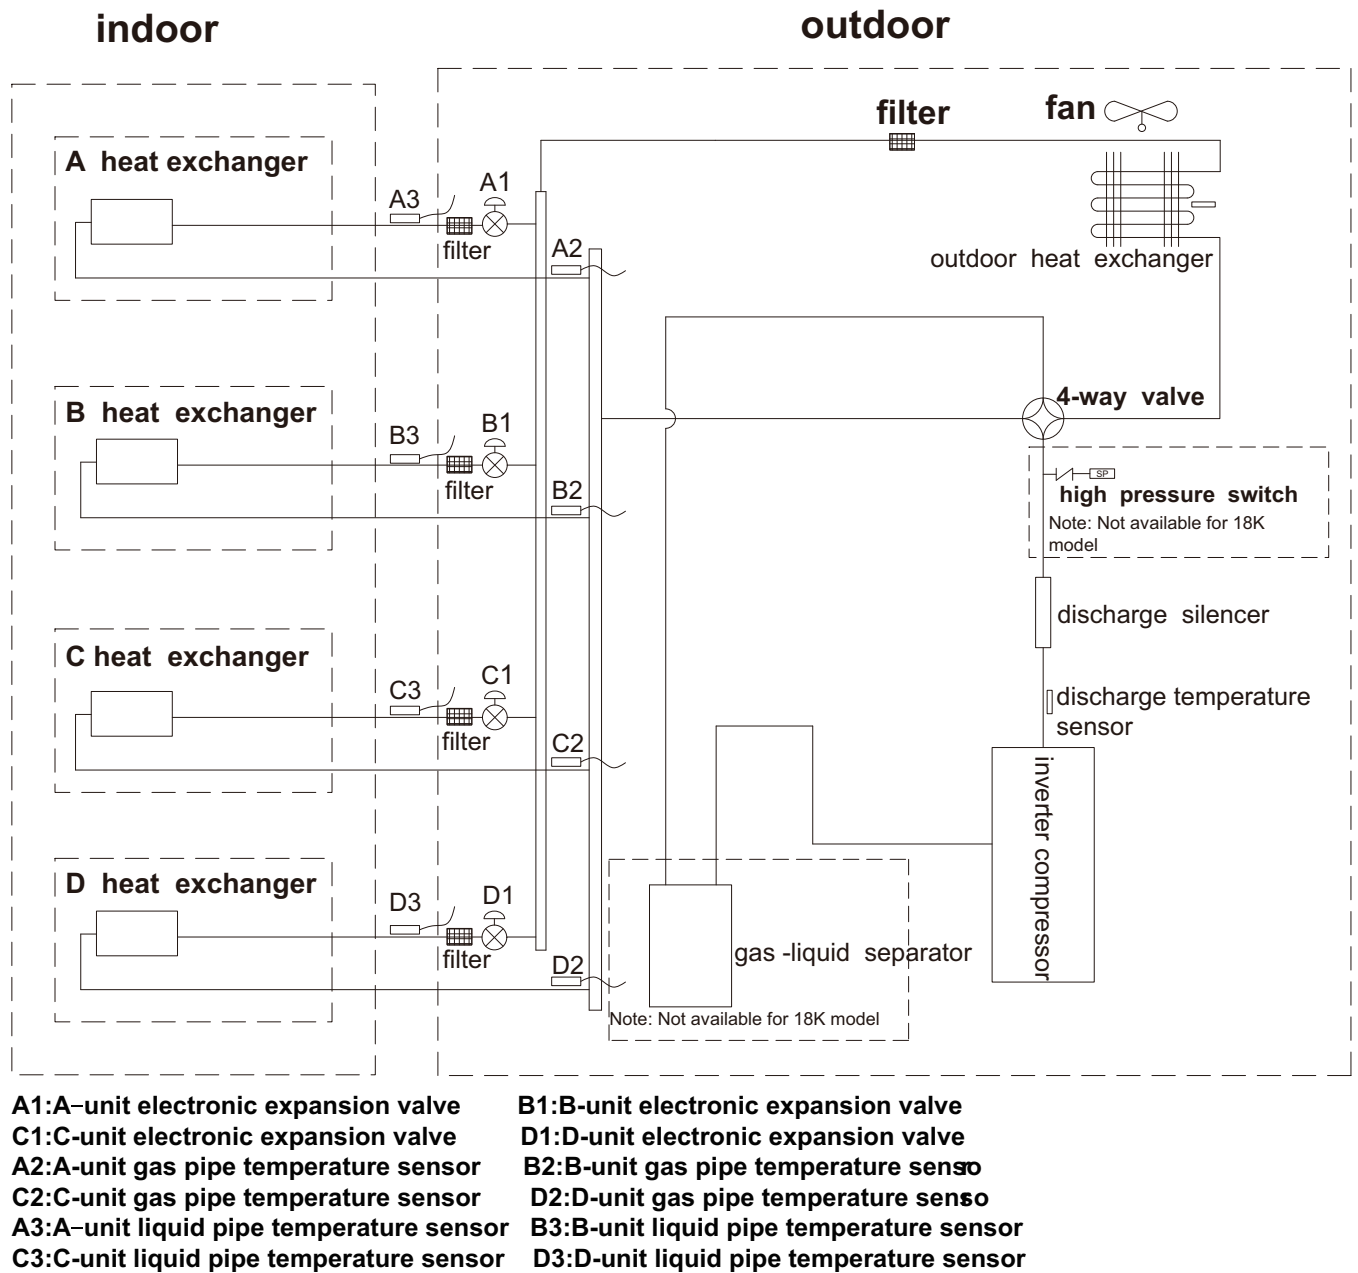 indoor
outdoor
filter
fan
A heat exchanger
A3
A1
filter
A2
outdoor heat exchanger
4-way valve
B heat exchanger
B3
B1
filter
B2
SP
high pressure switch
Note: Not available for 18K
model
discharge silencer
C heat exchanger
C3
C1
filter
C2
discharge temperature
sensor
inverter compressor
D heat exchanger
D3
D1
filter
D2
gas -liquid separator
Note: Not available for 18K model
A1:A–unit electronic expansion valve B1:B-unit electronic expansion valve
C1:C-unit electronic expansion valve D1:D-unit electronic expansion valve
A2:A-unit gas pipe temperature sensor B2:B-unit gas pipe temperature senso
C2:C-unit gas pipe temperature sensor D2:D-unit gas pipe temperature senso
A3:A–unit liquid pipe temperature sensor B3:B-unit liquid pipe temperature sensor
C3:C-unit liquid pipe temperature sensor D3:D-unit liquid pipe temperature sensor